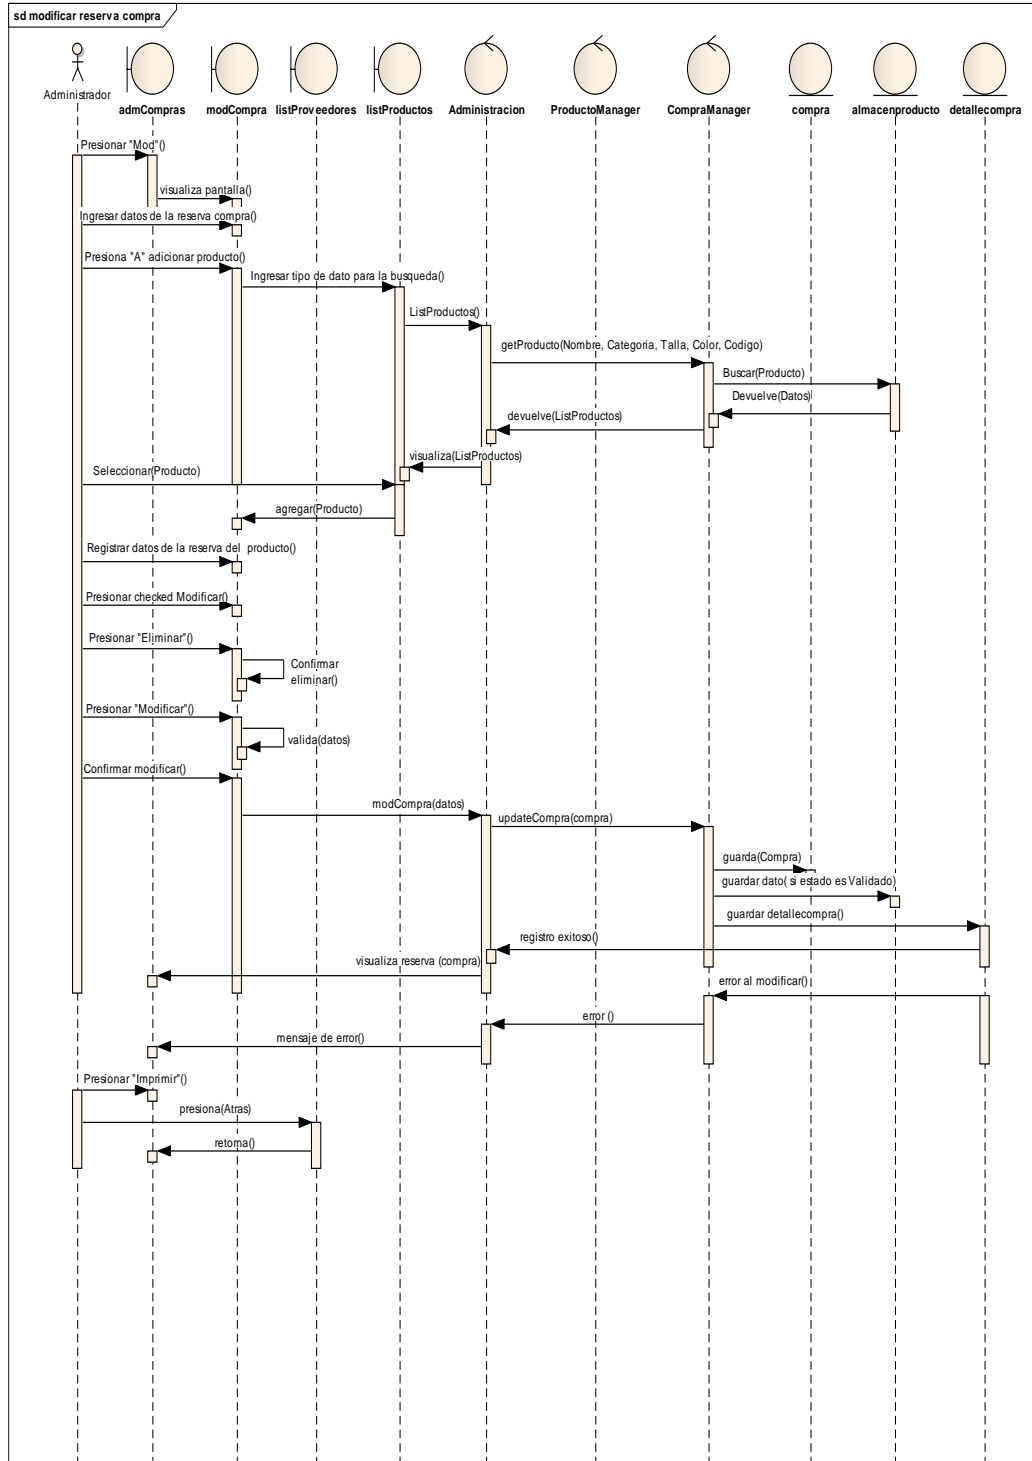 sd modificar reserva compra
Administrador
admCompras
modCompra
listProveedores
listProductos
Administracion
ProductoManager
CompraManager
compra
almacenproducto
detallecompra
Presionar "Mod"()
visualiza pantalla()
Ingresar datos de la reserva compra()
Presiona "A" adicionar producto()
Ingresar tipo de dato para la busqueda()
ListProductos()
getProducto(Nombre, Categoria, Talla, Color, Codigo)
Buscar(Producto)
Devuelve(Datos)
devuelve(ListProductos)
visualiza(ListProductos)
Seleccionar(Producto)
agregar(Producto)
Registrar datos de la reserva del producto()
Presionar checked Modificar()
Presionar "Eliminar"()
Confirmar
eliminar()
Presionar "Modificar"()
valida(datos)
Confirmar modificar()
modCompra(datos)
updateCompra(compra)
guarda(Compra)
guardar dato( si estado es Validado)
guardar detallecompra()
registro exitoso()
visualiza reserva (compra)
error al modificar()
error ()
mensaje de error()
Presionar "Imprimir"()
presiona(Atras)
retorna()